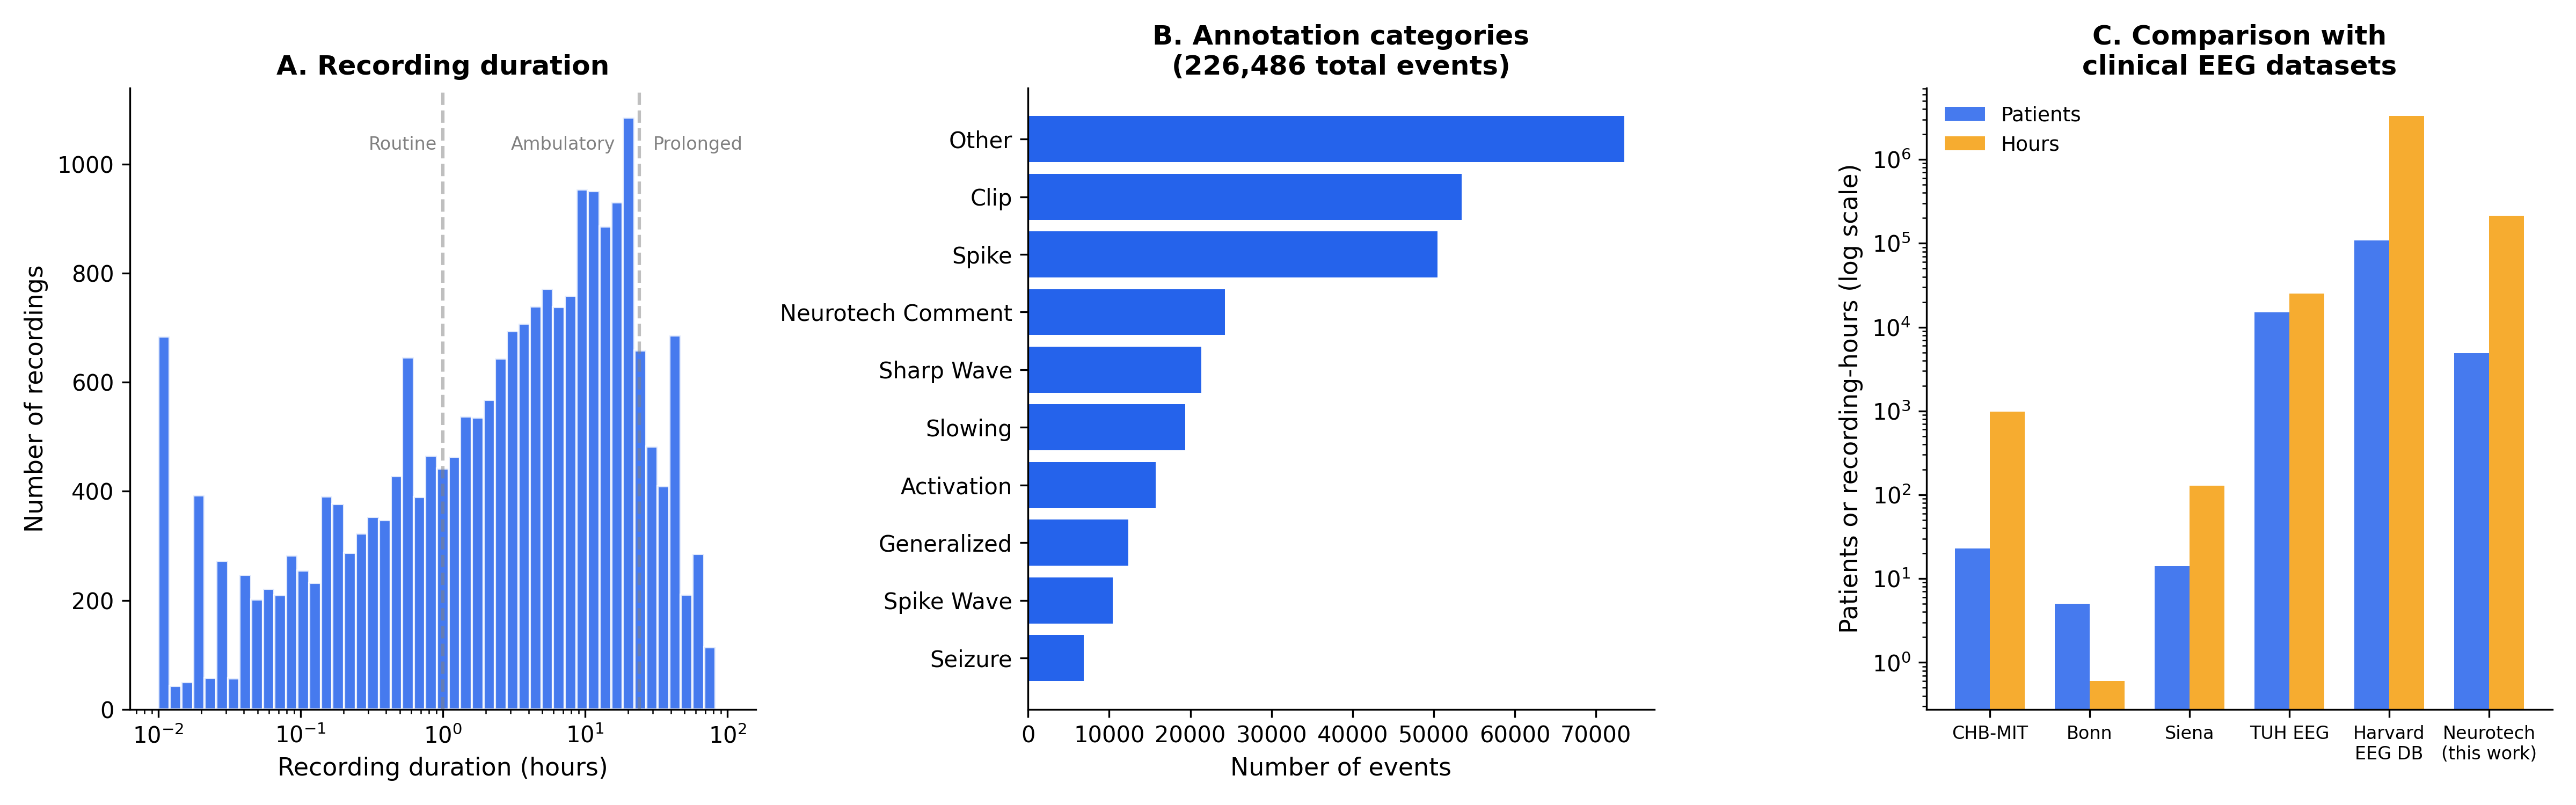 A. Recording duration
Number of recordings
1000
800
600
400
200
0
Routine
Ambulatory
Prolonged
10⁻² 10⁻¹ 10⁰ 10¹ 10²
Recording duration (hours)
B. Annotation categories
(226,486 total events)
Other
Clip
Spike
Neurotech Comment
Sharp Wave
Slowing
Activation
Generalized
Spike Wave
Seizure
0 10000 20000 30000 40000 50000 60000 70000
Number of events
C. Comparison with
clinical EEG datasets
Patients
Hours
Patients or recording-hours (log scale)
10⁶
10⁵
10⁴
10³
10²
10¹
10⁰
CHB-MIT
Bonn
Siena
TUH EEG
Harvard
EEG DB
Neurotech
(this work)